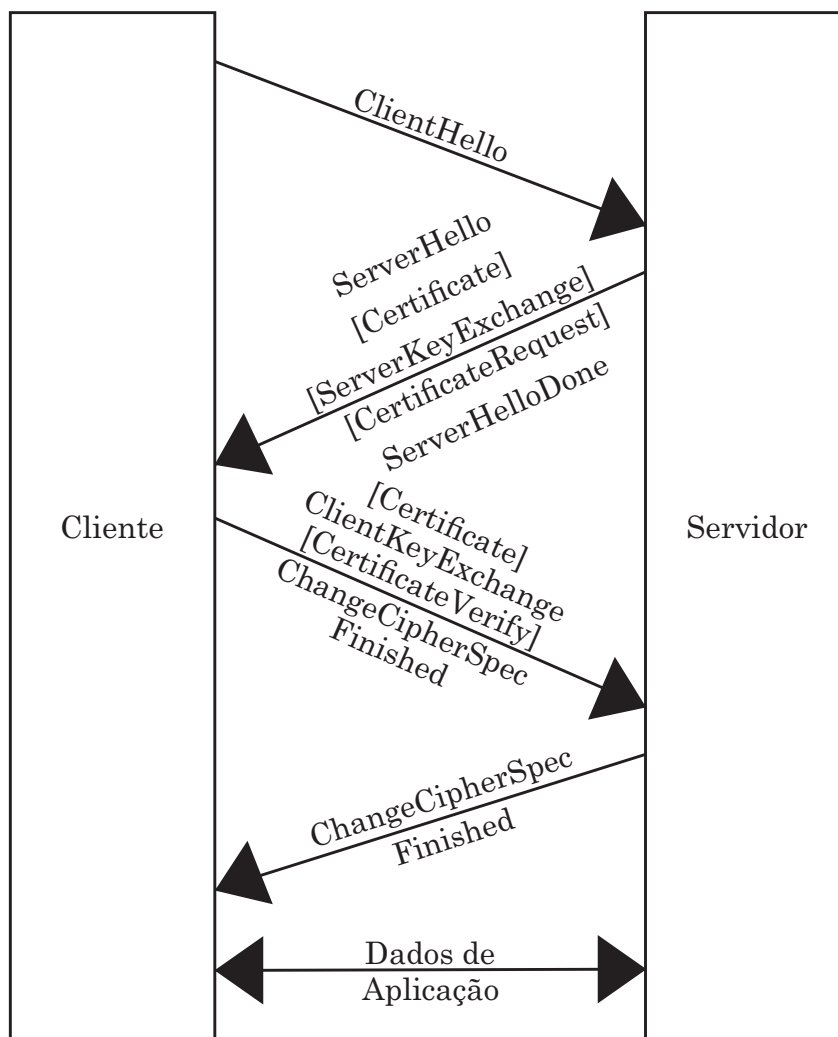 ClientHello
ServerHello
[Certificate]
[ServerKeyExchange]
[CertificateRequest]
ServerHelloDone
Cliente
Servidor
[Certificate]
ClientKeyExchange
[CertificateVerify]
ChangeCipherSpec
Finished
ChangeCipherSpec
Finished
Dados de
Aplicação